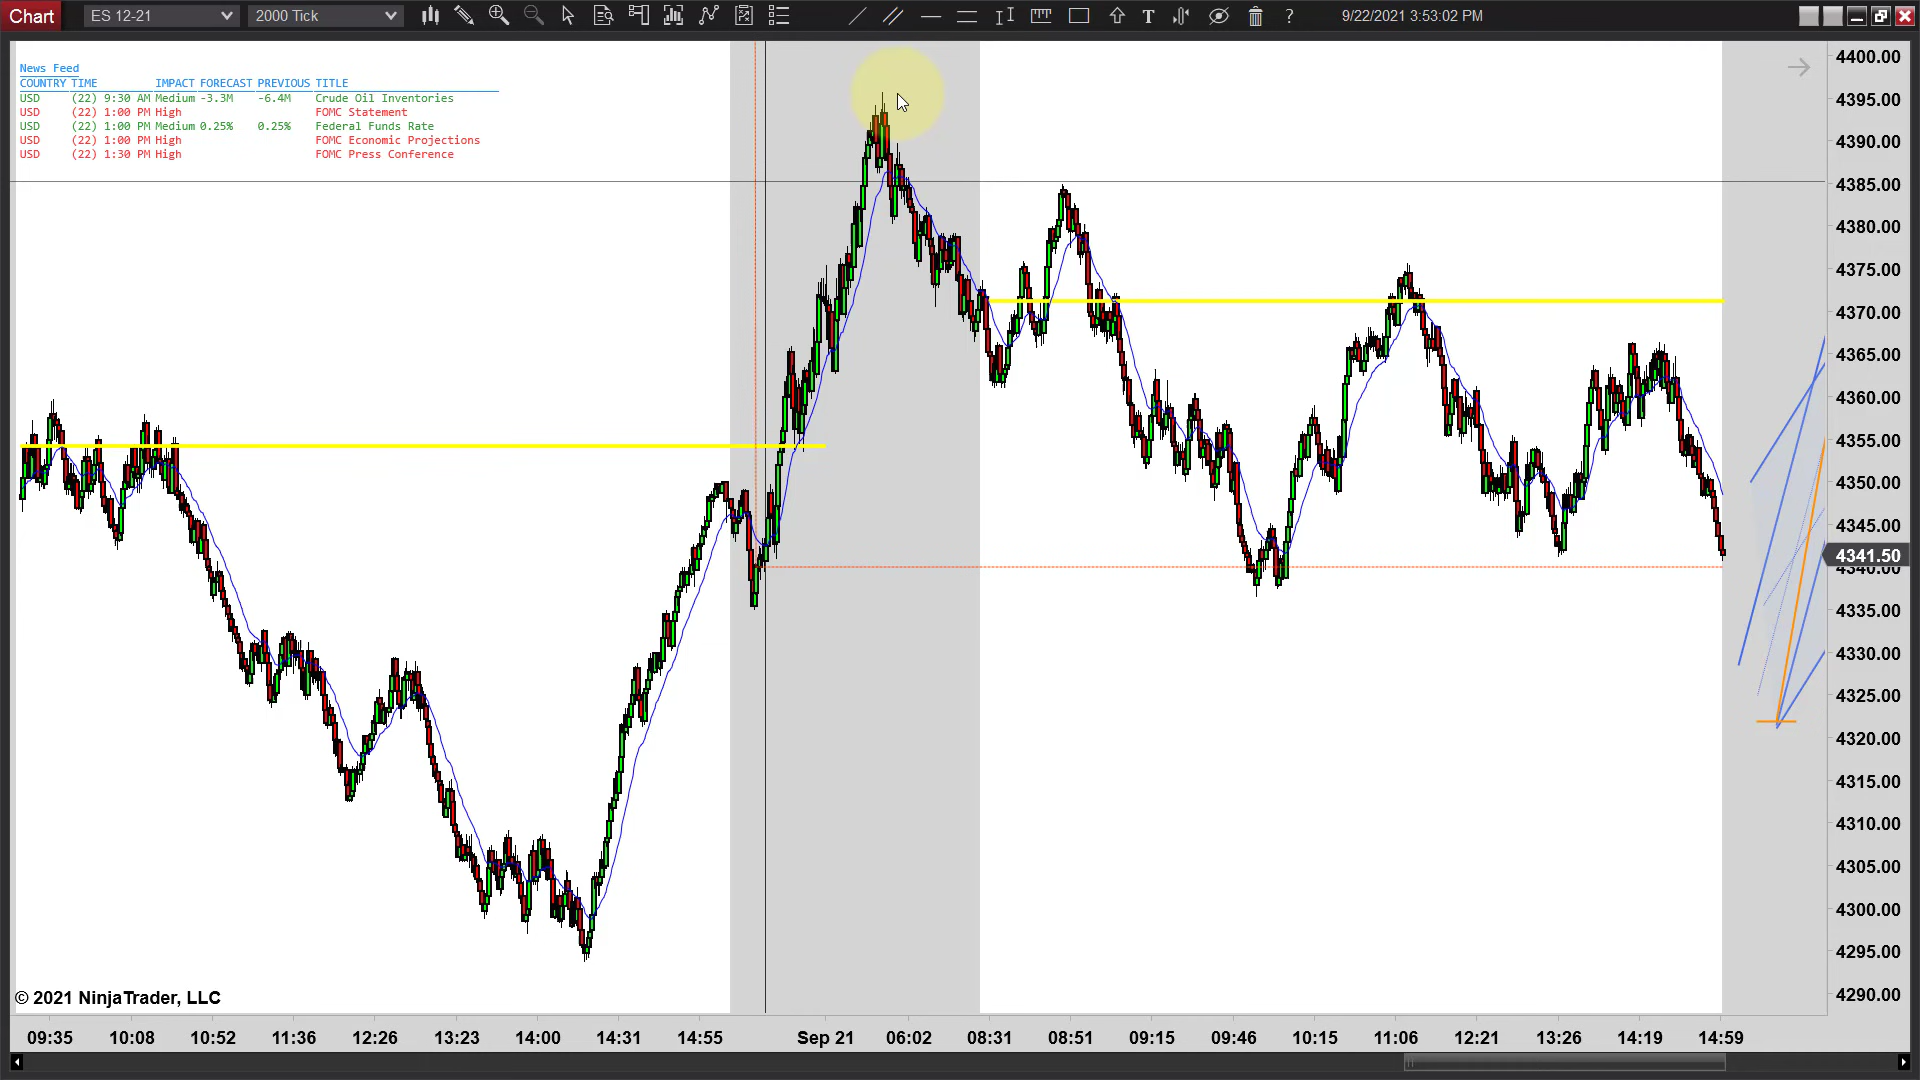 Chart ES 12-21 2000 Tick T ? 9/22/2021 3:53:02 PM
News Feed
COUNTRY TIME IMPACT FORECAST PREVIOUS TITLE
USD (22) 9:30 AM Medium -3.3M -6.4M Crude Oil Inventories
USD (22) 1:00 PM High FOMC Statement
USD (22) 1:00 PM Medium 0.25% 0.25% Federal Funds Rate
USD (22) 1:00 PM High FOMC Economic Projections
USD (22) 1:30 PM High FOMC Press Conference
4400.00
4395.00
4390.00
4385.00
4380.00
4375.00
4370.00
4365.00
4360.00
4355.00
4350.00
4345.00
4341.50
4340.00
4335.00
4330.00
4325.00
4320.00
4315.00
4310.00
4305.00
4300.00
4295.00
4290.00
© 2021 NinjaTrader, LLC
09:35 10:08 10:52 11:36 12:26 13:23 14:00 14:31 14:55 Sep 21 06:02 08:31 08:51 09:15 09:46 10:15 11:06 12:21 13:26 14:19 14:59